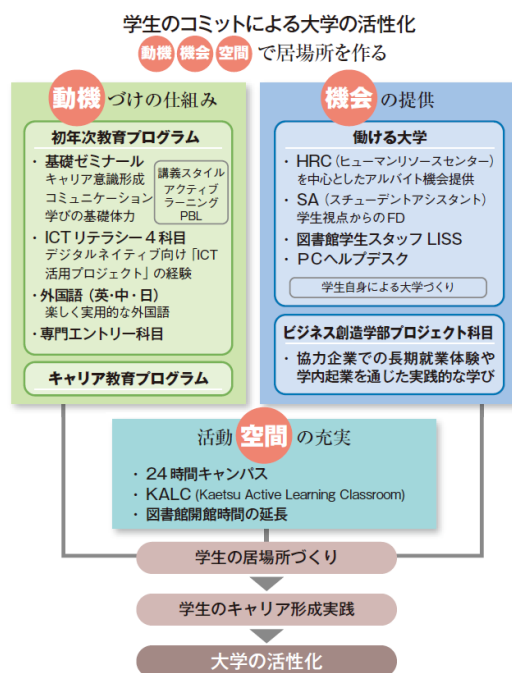 学生のコミットによる大学の活性化
動機 機会 空間 で居場所を作る
動機 づけの仕組み
初年次教育プログラム
・基礎ゼミナール
キャリア意識形成
コミュニケーション
学びの基礎体力
講義スタイル
アクティブ
ラーニング
PBL
・ICTリテラシー4科目
デジタルネイティブ向け「ICT
活用プロジェクト」の経験
・外国語（英・中・日）
楽しく実用的な外国語
・専門エントリー科目
キャリア教育プログラム
機会 の提供
働ける大学
・HRC（ヒューマンリソースセンター）
を中心としたアルバイト機会提供
・SA（スチューデントアシスタント）
学生視点からのFD
・図書館学生スタッフ LISS
・PCヘルプデスク
学生自身による大学づくり
ビジネス創造学部プロジェクト科目
・協力企業での長期就業体験や
学内起業を通じた実践的な学び
活動 空間 の充実
・24時間キャンパス
・KALC (Kaetsu Active Learning Classroom)
・図書館開館時間の延長
学生の居場所づくり
学生のキャリア形成実践
大学の活性化